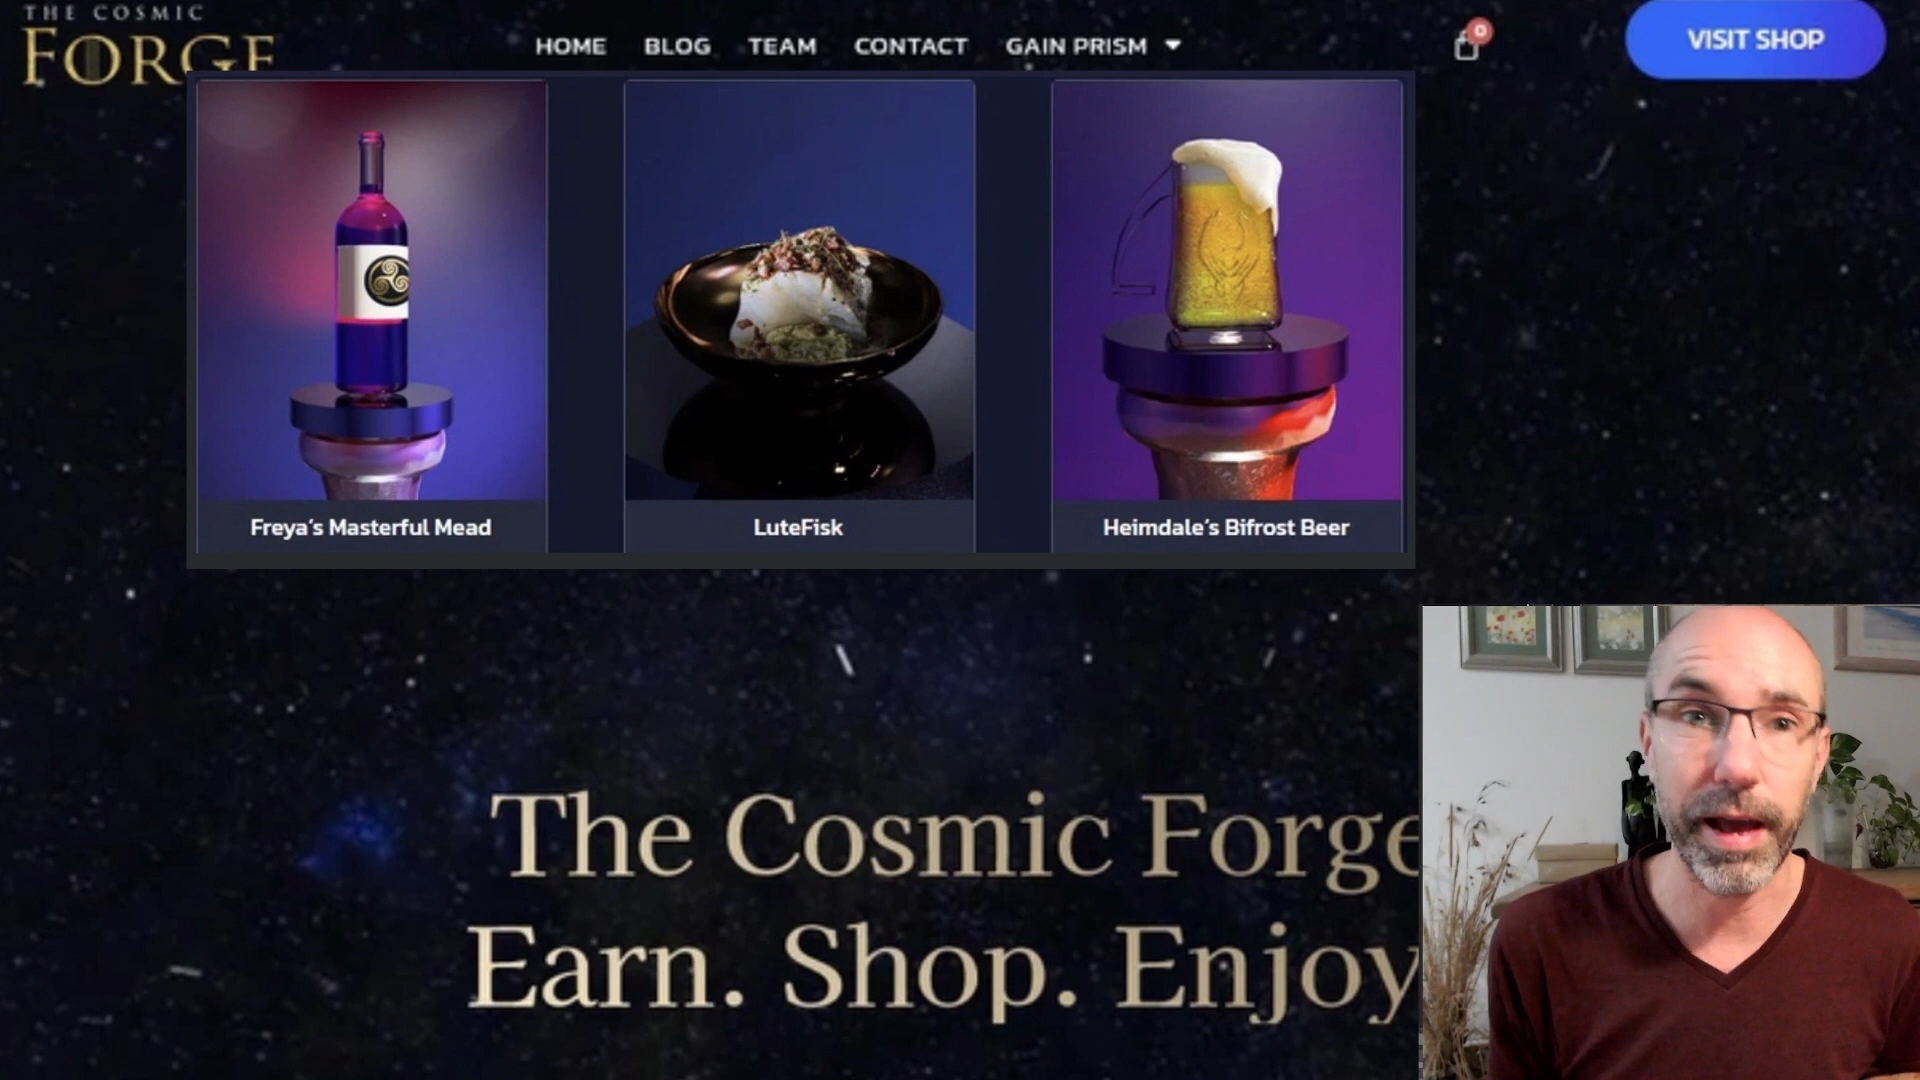 THE COSMIC
FORGE
HOME BLOG TEAM CONTACT GAIN PRISM
0
VISIT SHOP
Freya's Masterful Mead
LuteFisk
Heimdale's Bifrost Beer
The Cosmic Forge
Earn. Shop. Enjoy